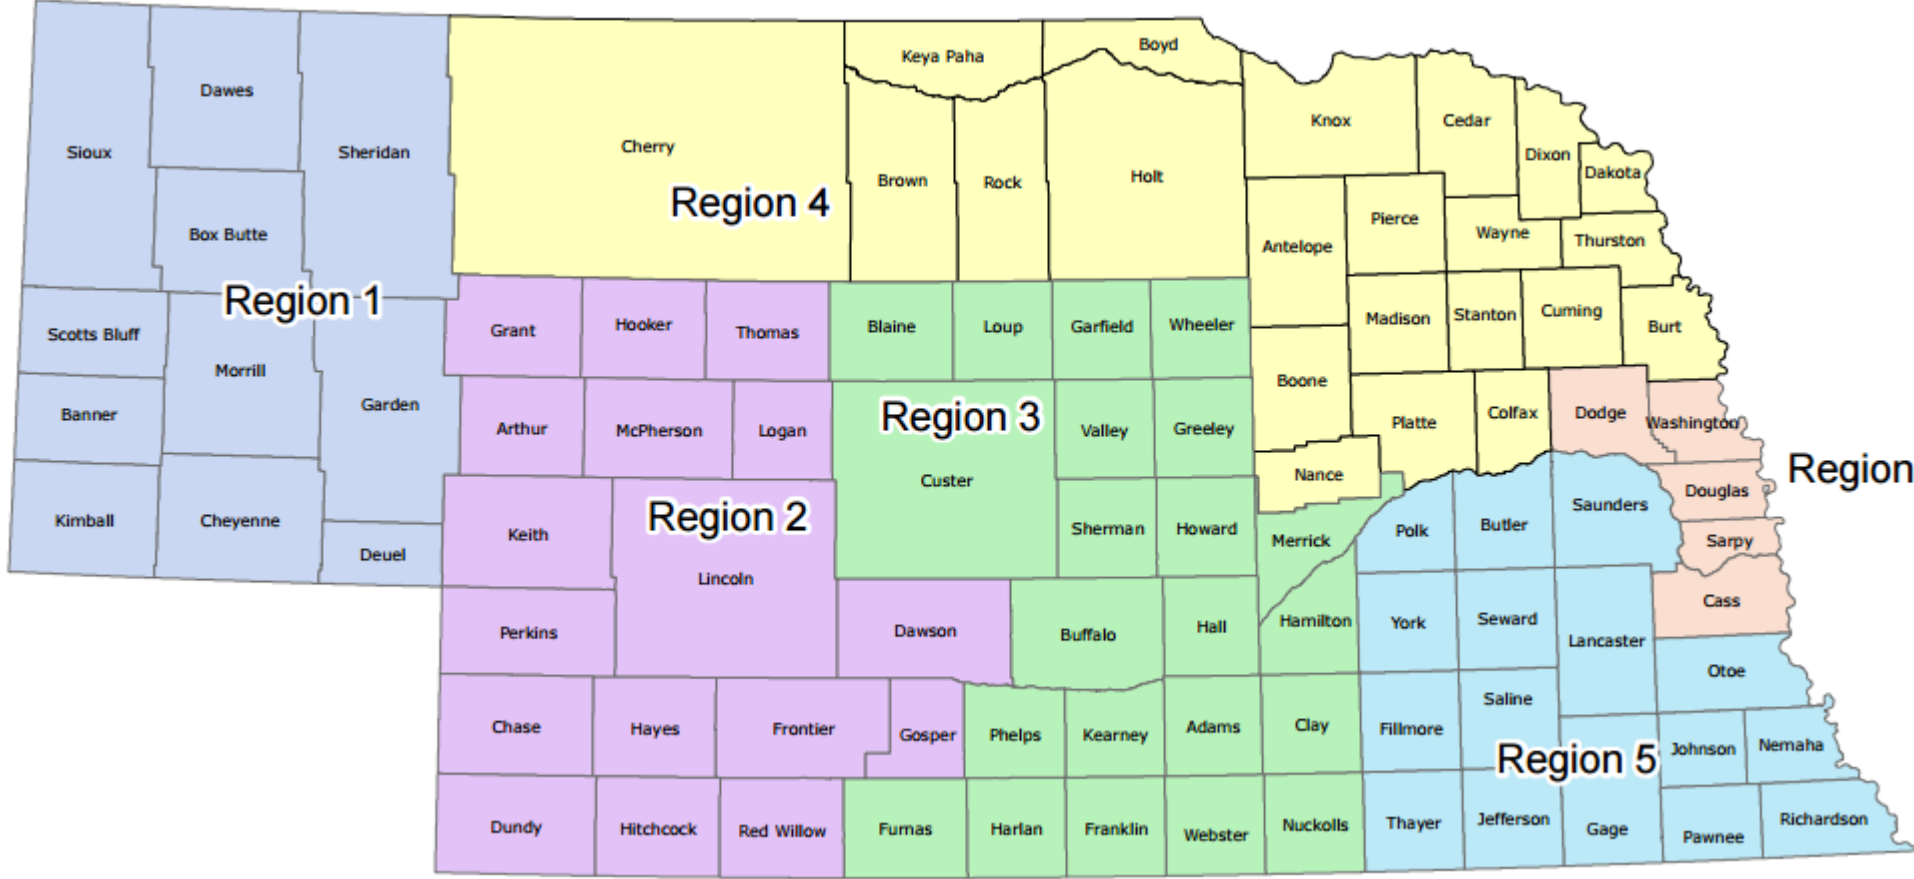 Boyd
Keya Paha
Dawes
Knox
Cedar
Cherry
Sioux
Sheridan
Dixon
Dakota
Brown
Rock
Holt
Region 4
Pierce
Box Butte
Wayne
Thurston
Antelope
Region 1
Scotts Bluff
Grant
Hooker
Thomas
Blaine
Loup
Garfield
Wheeler
Madison
Stanton
Cuming
Burt
Morrill
Boone
Garden
Banner
Arthur
McPherson
Logan
Region 3
Valley
Greeley
Platte
Colfax
Dodge
Washington
Region
Custer
Nance
Douglas
Kimball
Cheyenne
Keith
Region 2
Sherman
Howard
Merrick
Polk
Butler
Saunders
Sarpy
Deuel
Lincoln
Cass
Perkins
Dawson
Buffalo
Hall
Hamilton
York
Seward
Lancaster
Otoe
Chase
Hayes
Frontier
Gosper
Phelps
Kearney
Adams
Clay
Fillmore
Saline
Region 5
Johnson
Nemaha
Dundy
Hitchcock
Red Willow
Furnas
Harlan
Franklin
Webster
Nuckolls
Thayer
Jefferson
Gage
Pawnee
Richardson